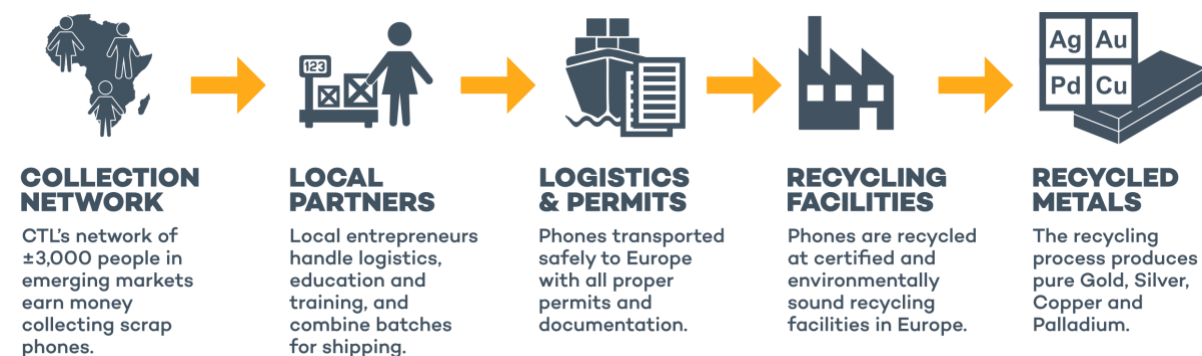 123
Ag Au
Pd Cu
COLLECTION
NETWORK
CTL's network of
±3,000 people in
emerging markets
earn money
collecting scrap
phones.
LOCAL
PARTNERS
Local entrepreneurs
handle logistics,
education and
training, and
combine batches
for shipping.
LOGISTICS
& PERMITS
Phones transported
safely to Europe
with all proper
permits and
documentation.
RECYCLING
FACILITIES
Phones are recycled
at certified and
environmentally
sound recycling
facilities in Europe.
RECYCLED
METALS
The recycling
process produces
pure Gold, Silver,
Copper and
Palladium.